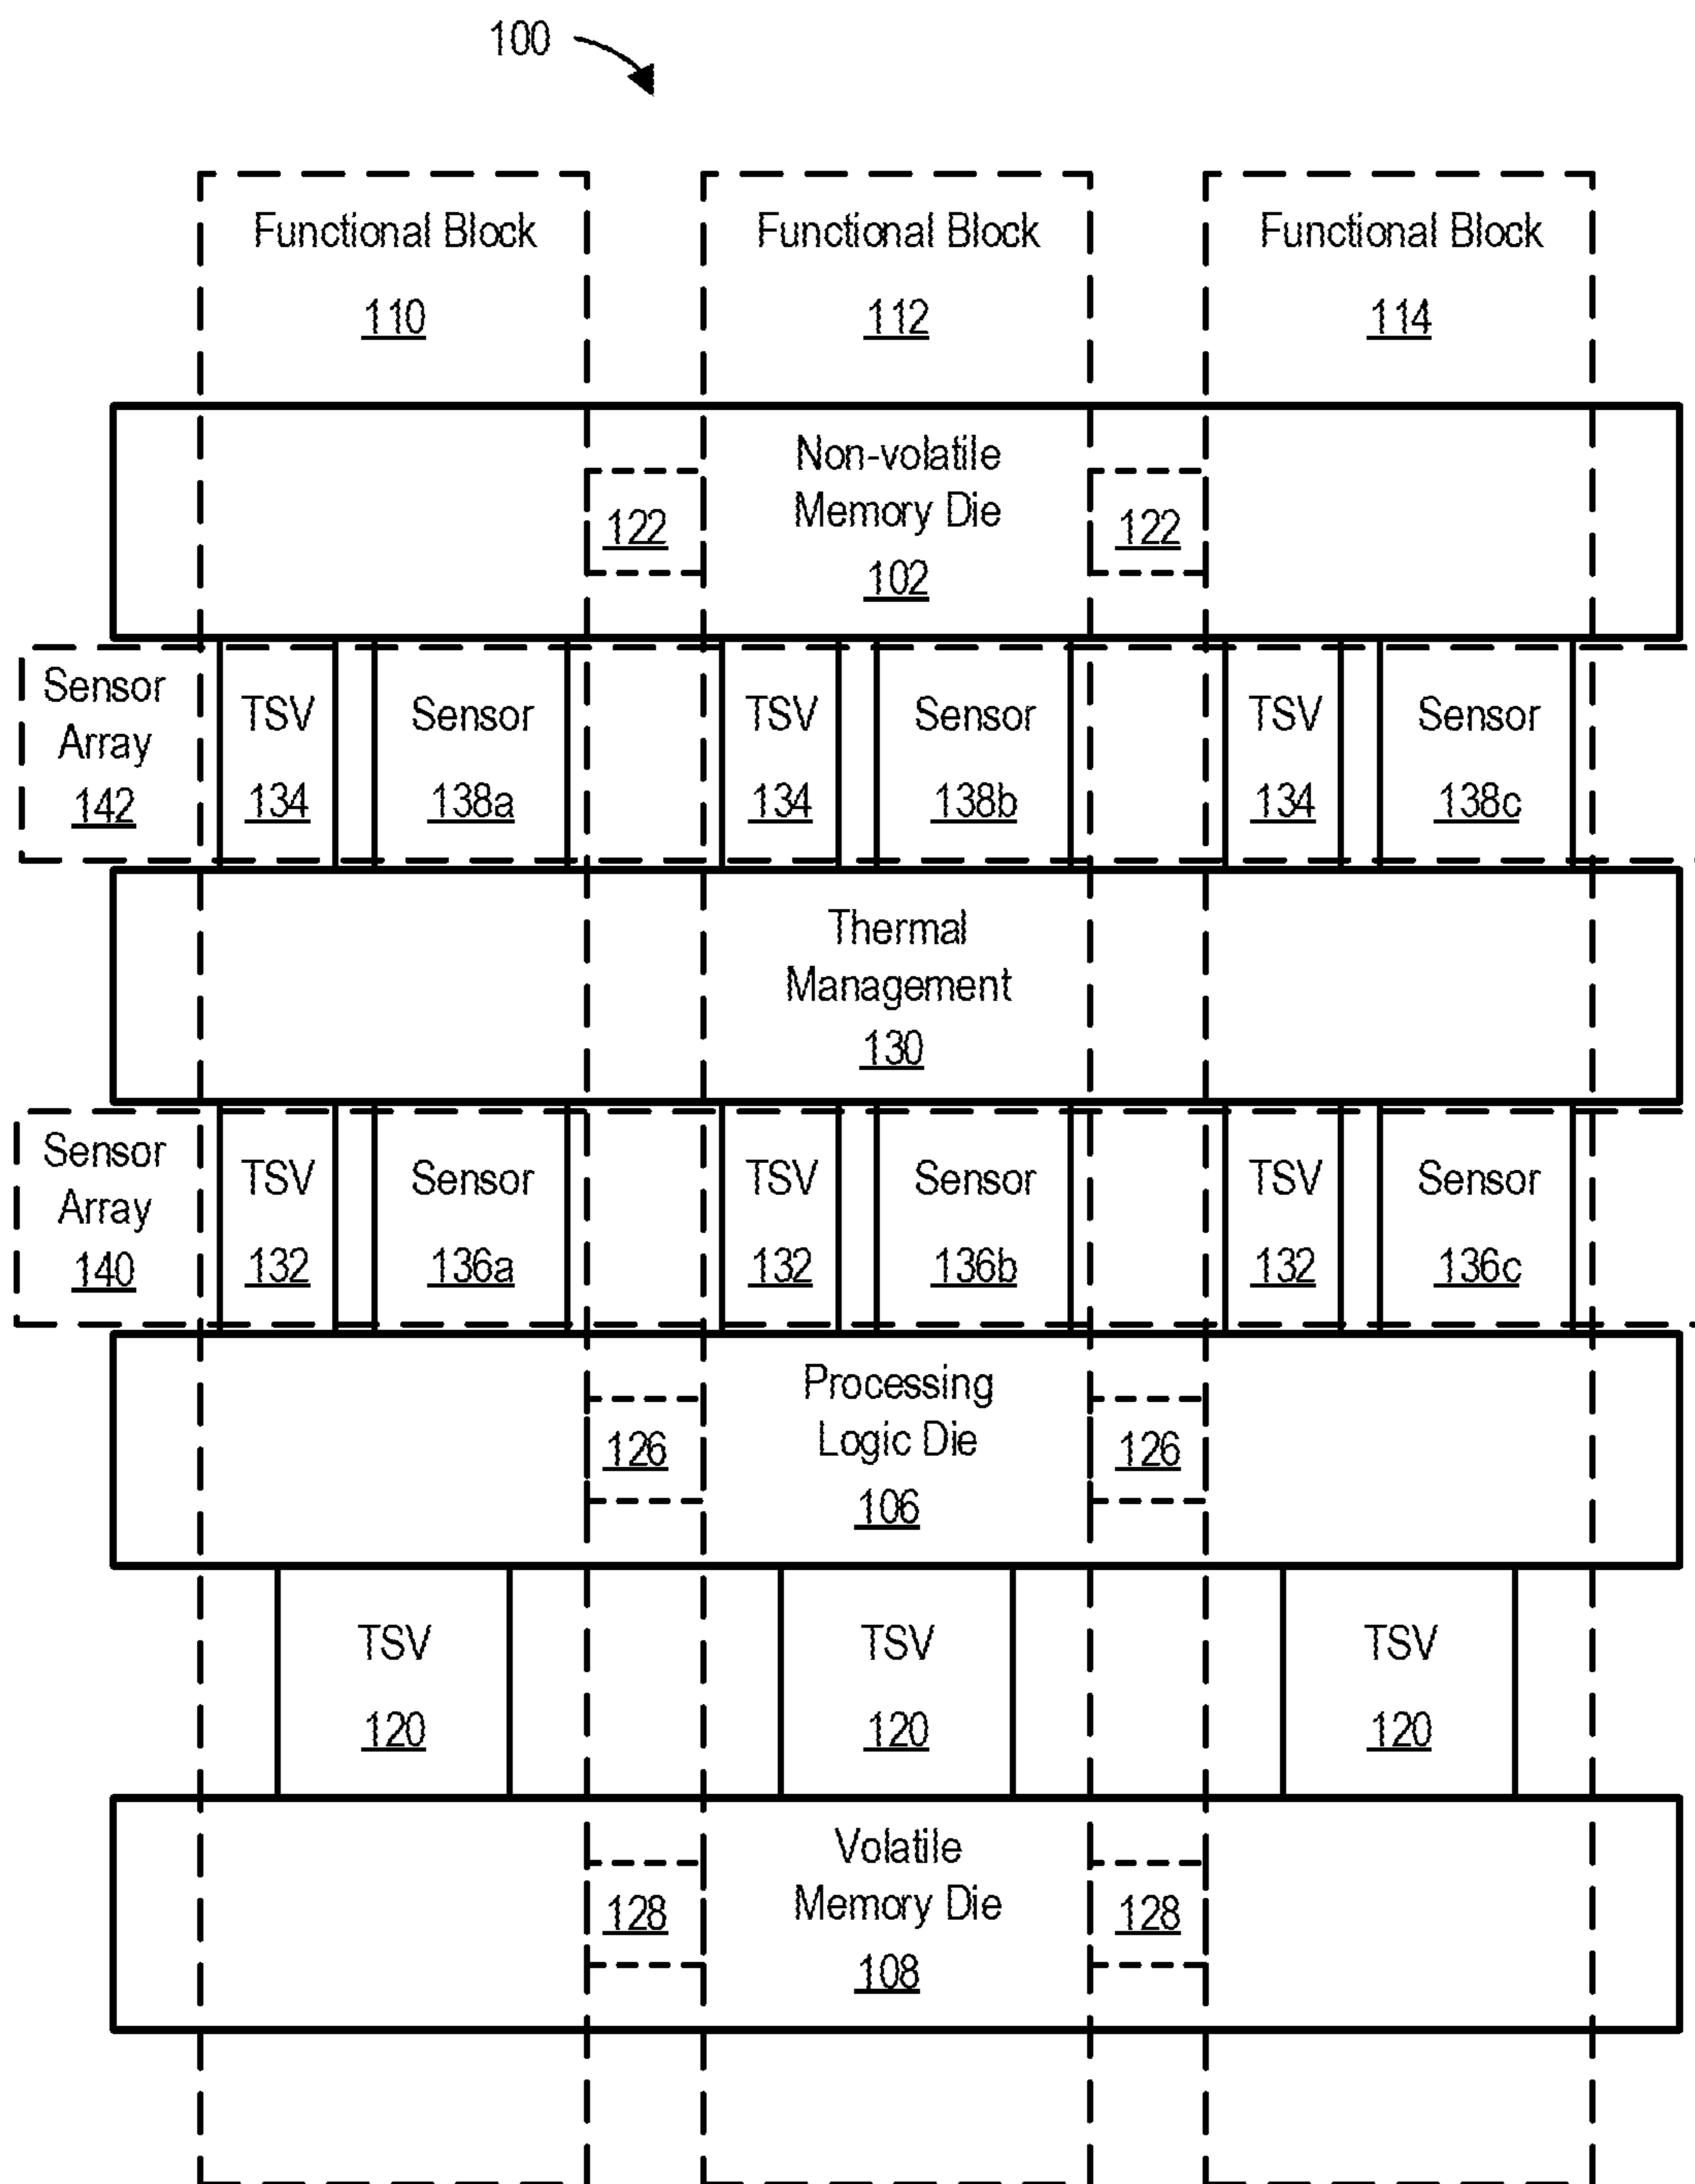 100
Functional Block
110
Functional Block
112
Functional Block
114
Non-volatile
Memory Die
102
122
122
Sensor
Array
142
TSV
134
Sensor
138a
TSV
134
Sensor
138b
TSV
134
Sensor
138c
Thermal
Management
130
Sensor
Array
140
TSV
132
Sensor
136a
TSV
132
Sensor
136b
TSV
132
Sensor
136c
Processing
Logic Die
106
126
126
TSV
120
TSV
120
TSV
120
Volatile
Memory Die
108
128
128